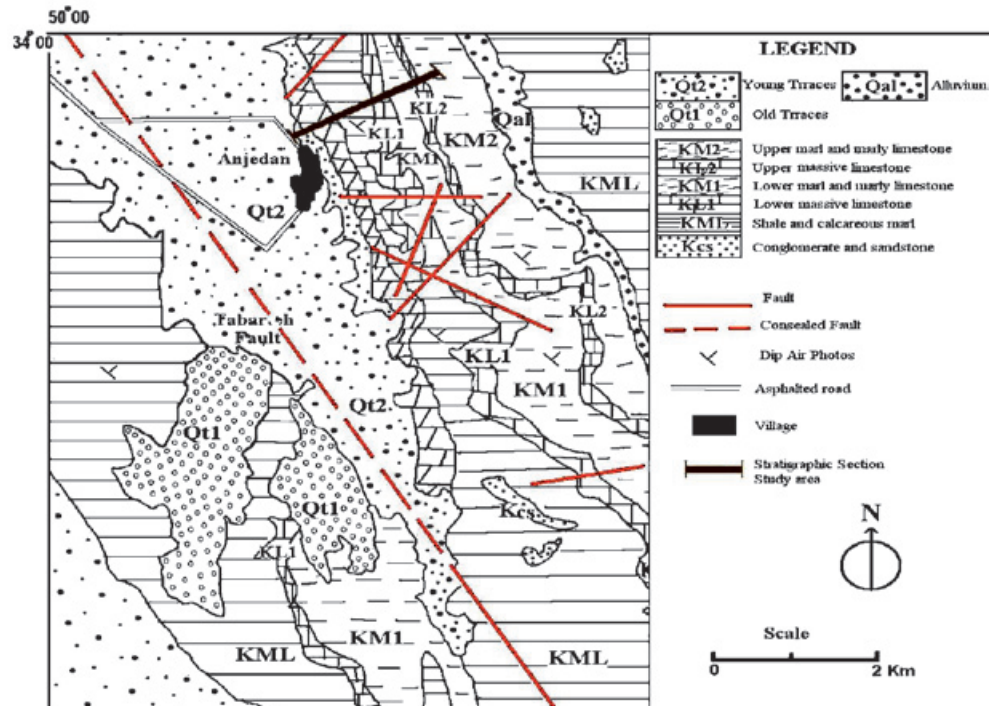 50°00
34°00
LEGEND
Qt2 Young Trraces Qal Alluvium
Qt1 Old Trraces
KM2 Upper marl and marly limestone
KL2 Upper massive limestone
KM1 Lower marl and marly limestone
KL1 Lower massive limestone
KML Shale and calcareous marl
Kcs Conglomerate and sandstone
Fault
Consealed Fault
Dip Air Photos
Asphalted road
Village
Stratigraphic Section
Study area
N
Scale
0 2 Km
KL2
Qal
KL1
KM2
KM1
Anjedan
KML
Qt2
KL2
Fault
KL1
KM1
Qt2
Qt1
Qt1
Kcs
KL1
KM1
KML
KML